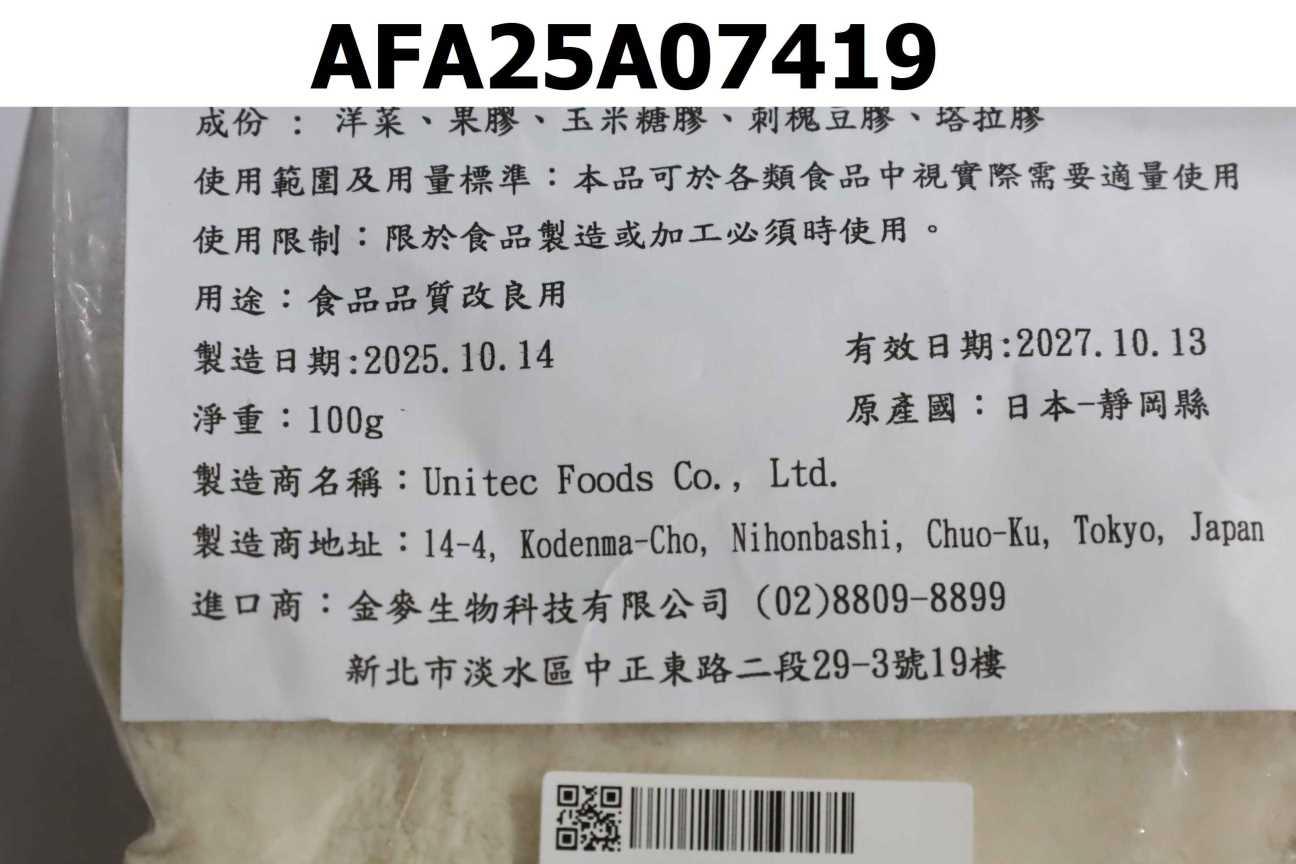 AFA25A07419
成份 : 洋菜、果膠、玉米糖膠、刺槐豆膠、塔拉膠
使用範圍及用量標準：本品可於各類食品中視實際需要適量使用
使用限制：限於食品製造或加工必須時使用。
用途：食品品質改良用
製造日期:2025.10.14 有效日期:2027.10.13
淨重：100g 原產國：日本-靜岡縣
製造商名稱：Unitec Foods Co., Ltd.
製造商地址：14-4, Kodenma-Cho, Nihonbashi, Chuo-Ku, Tokyo, Japan
進口商：金麥生物科技有限公司 (02)8809-8899
新北市淡水區中正東路二段29-3號19樓